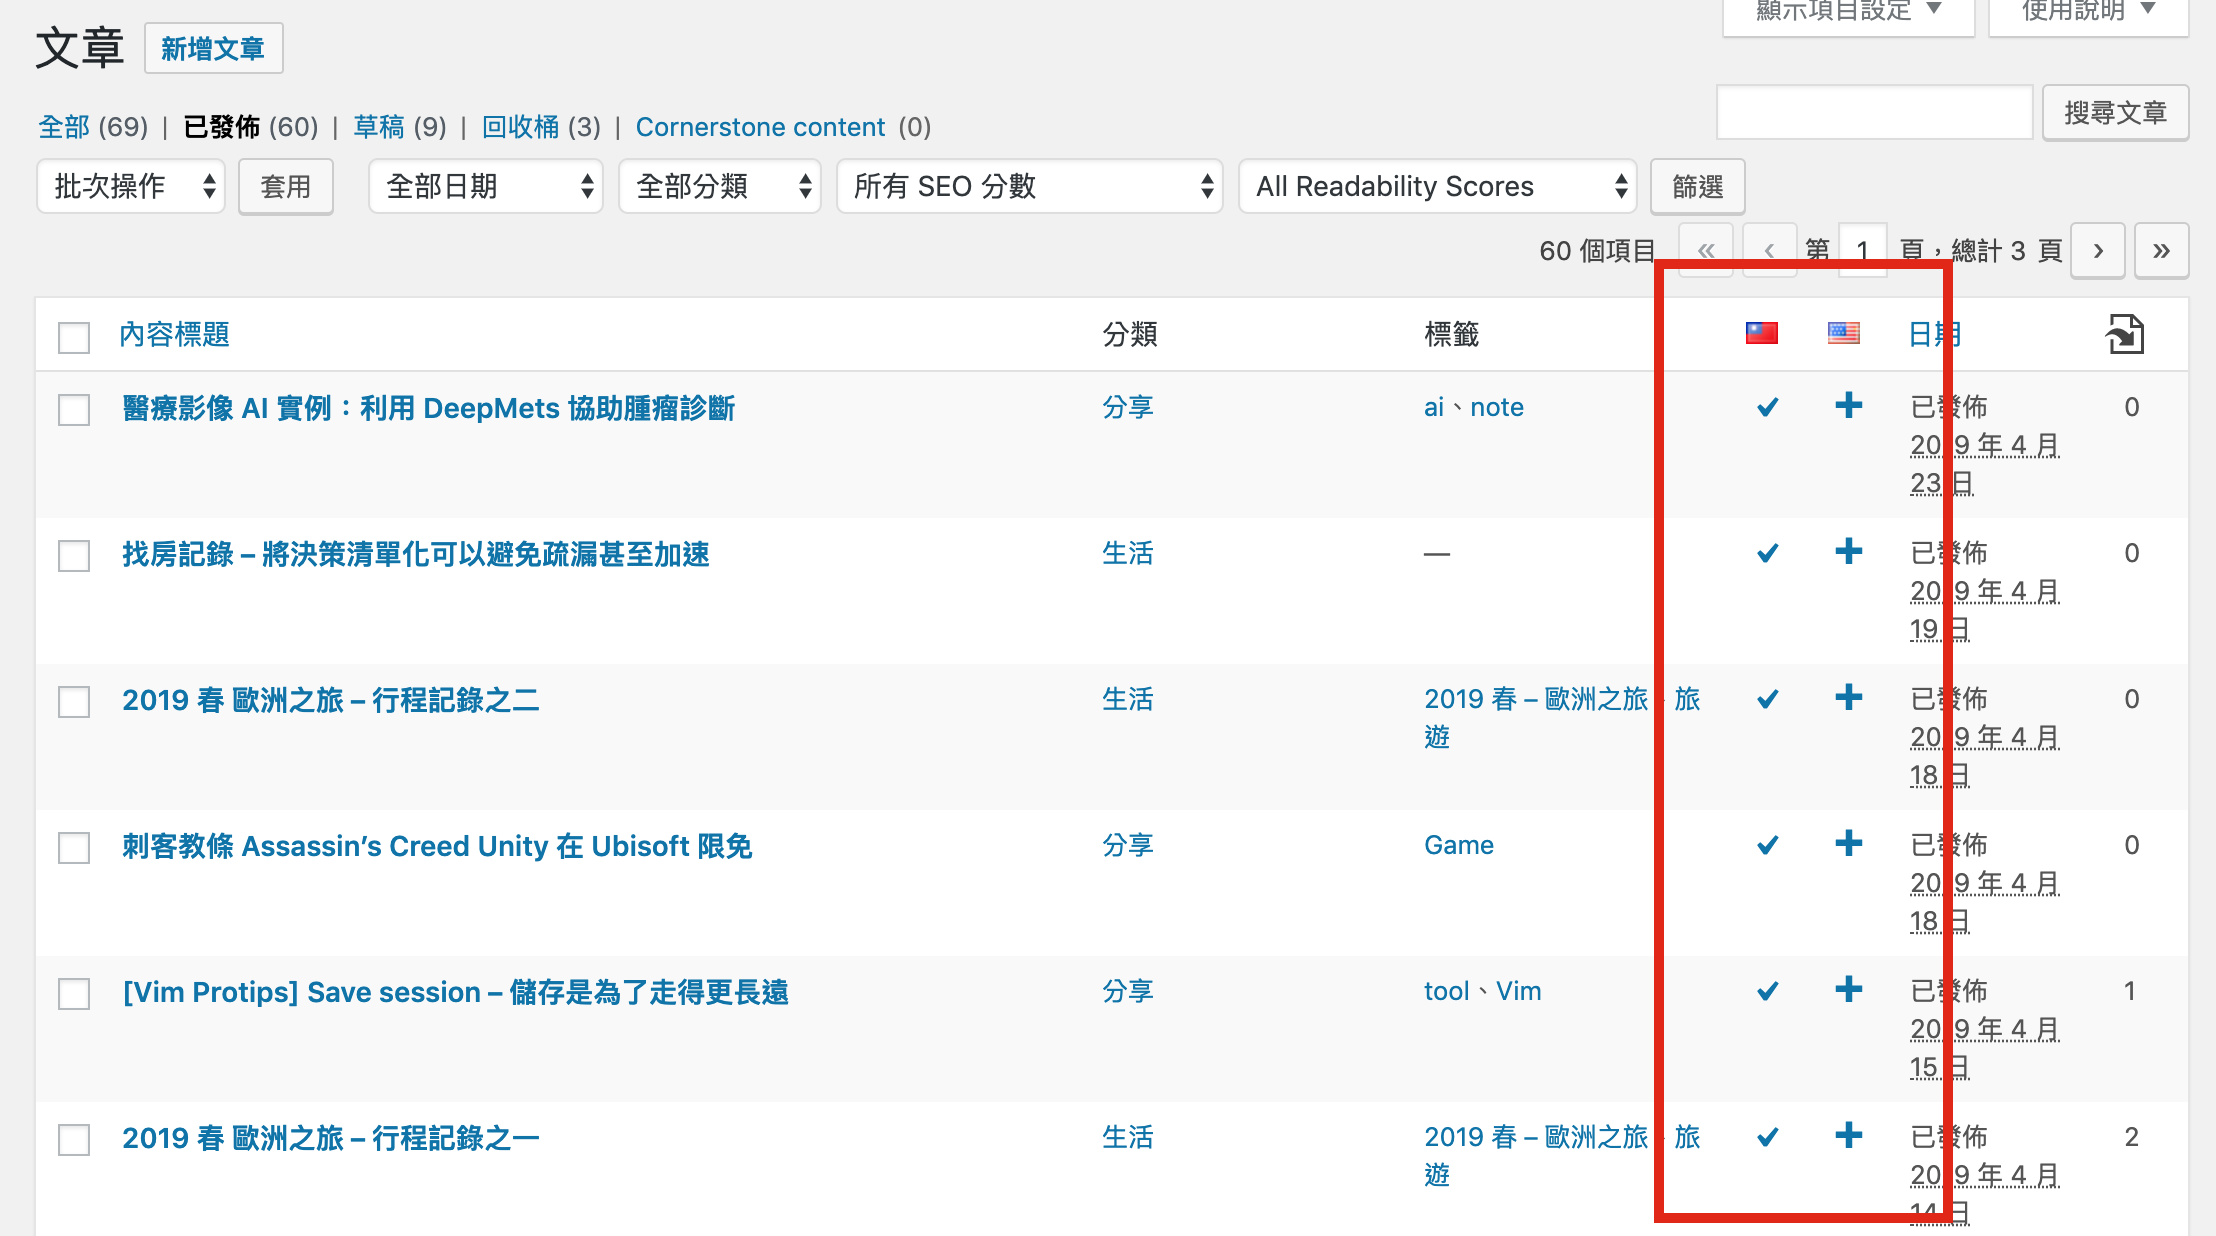 顯示項目設定 ▼
使用說明 ▼
文章
新增文章
全部 (69) | 已發佈 (60) | 草稿 (9) | 回收桶 (3) | Cornerstone content (0)
搜尋文章
批次操作
套用
全部日期
全部分類
所有 SEO 分數
All Readability Scores
篩選
60 個項目 « ‹ 第 1 頁，總計 3 頁 › »
內容標題 分類 標籤 日期
醫療影像 AI 實例：利用 DeepMets 協助腫瘤診斷 分享 ai、note 已發佈 0
2019 年 4 月
23 日
找房記錄 – 將決策清單化可以避免疏漏甚至加速 生活 — 已發佈 0
2019 年 4 月
19 日
2019 春 歐洲之旅 – 行程記錄之二 生活 2019 春 – 歐洲之旅、旅 已發佈 0
遊 2019 年 4 月
18 日
刺客教條 Assassin’s Creed Unity 在 Ubisoft 限免 分享 Game 已發佈 0
2019 年 4 月
18 日
[Vim Protips] Save session – 儲存是為了走得更長遠 分享 tool、Vim 已發佈 1
2019 年 4 月
15 日
2019 春 歐洲之旅 – 行程記錄之一 生活 2019 春 – 歐洲之旅、旅 已發佈 2
遊 2019 年 4 月
14 日